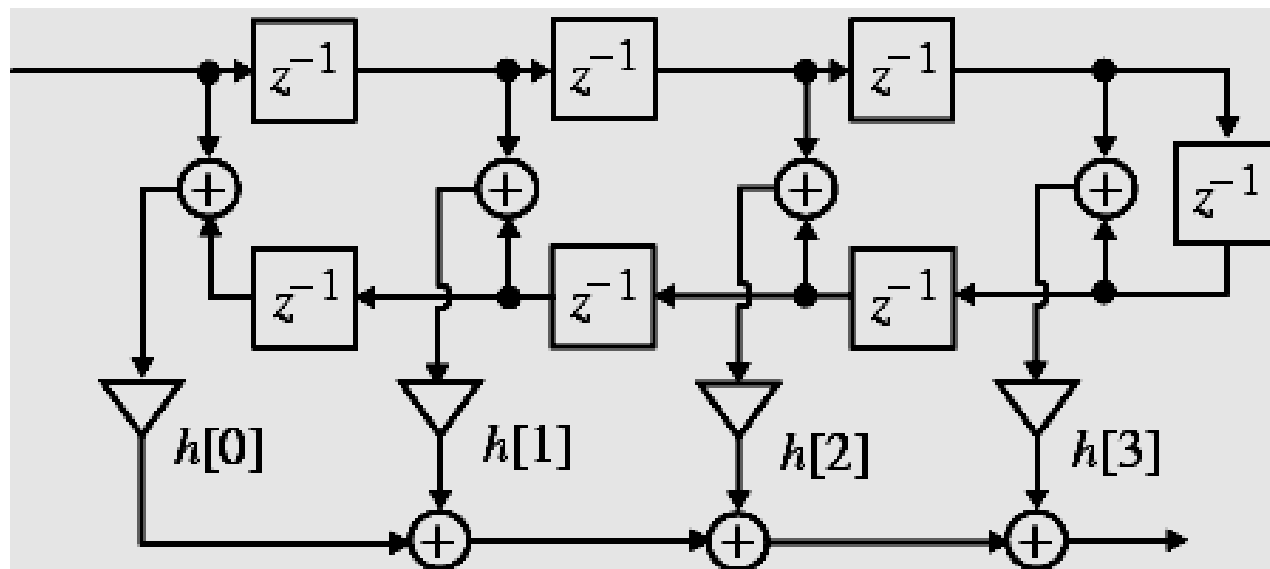 z⁻¹ z⁻¹ z⁻¹
+ + + + z⁻¹
z⁻¹ z⁻¹ z⁻¹
h[0] h[1] h[2] h[3]
+ + +